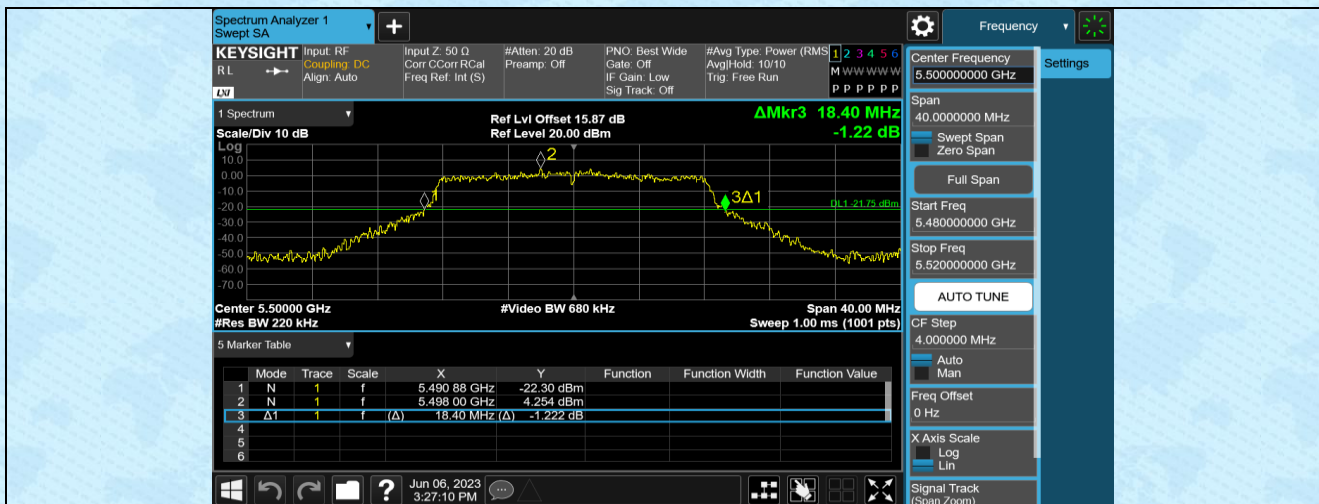 Spectrum Analyzer 1
Swept SA
+
Frequency
KEYSIGHT
RL
LXI
Input: RF
Coupling: DC
Align: Auto
Input Z: 50 Ω
Corr CCorr RCal
Freq Ref: Int (S)
#Atten: 20 dB
Preamp: Off
PNO: Best Wide
Gate: Off
IF Gain: Low
Sig Track: Off
#Avg Type: Power (RMS
Avg|Hold: 10/10
Trig: Free Run
1 2 3 4 5 6
M W W W W W
P P P P P P
1 Spectrum
Scale/Div 10 dB
Ref Lvl Offset 15.87 dB
Ref Level 20.00 dBm
ΔMkr3 18.40 MHz
-1.22 dB
Log
10.0
0.00
-10.0
-20.0
-30.0
-40.0
-50.0
-60.0
-70.0
2
3Δ1
DL1 -21.75 dBm
Center 5.50000 GHz
#Res BW 220 kHz
#Video BW 680 kHz
Span 40.00 MHz
Sweep 1.00 ms (1001 pts)
5 Marker Table
Mode Trace Scale X Y Function Function Width Function Value
1 N 1 f 5.490 88 GHz -22.30 dBm
2 N 1 f 5.498 00 GHz 4.254 dBm
3 Δ1 1 f (Δ) 18.40 MHz (Δ) -1.222 dB
4
5
6
?
Jun 06, 2023
3:27:10 PM
Center Frequency
5.500000000 GHz
Settings
Span
40.0000000 MHz
Swept Span
Zero Span
Full Span
Start Freq
5.480000000 GHz
Stop Freq
5.520000000 GHz
AUTO TUNE
CF Step
4.000000 MHz
Auto
Man
Freq Offset
0 Hz
X Axis Scale
Log
Lin
Signal Track
(Span Zoom)